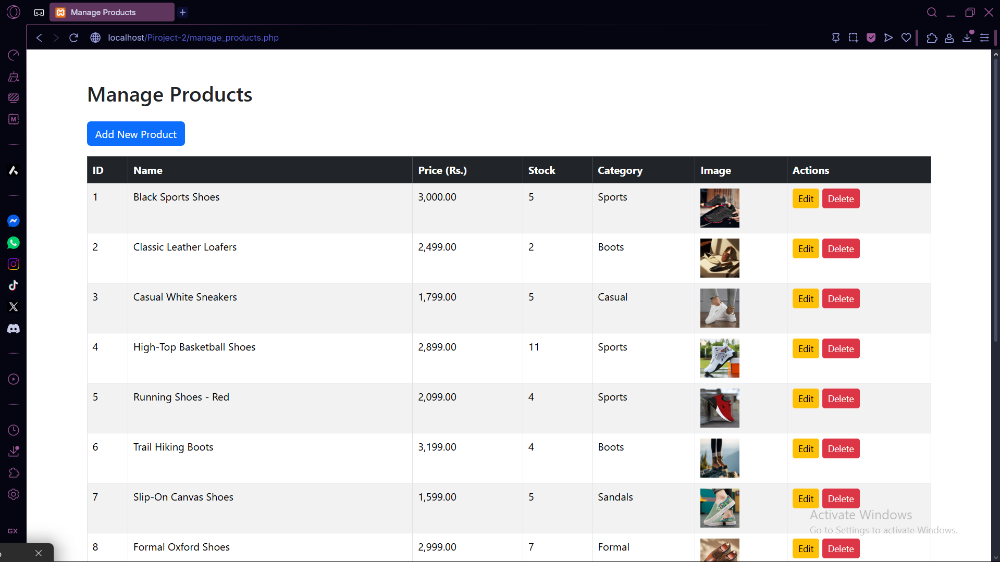 Manage Products
localhost/Piroject-2/manage_products.php
M
GX
Manage Products
Add New Product
ID Name Price (Rs.) Stock Category Image Actions
1 Black Sports Shoes 3,000.00 5 Sports Edit Delete
2 Classic Leather Loafers 2,499.00 2 Boots Edit Delete
3 Casual White Sneakers 1,799.00 5 Casual Edit Delete
4 High-Top Basketball Shoes 2,899.00 11 Sports Edit Delete
5 Running Shoes - Red 2,099.00 4 Sports Edit Delete
6 Trail Hiking Boots 3,199.00 4 Boots Edit Delete
7 Slip-On Canvas Shoes 1,599.00 5 Sandals Edit Delete
Activate Windows
Go to Settings to activate Windows.
8 Formal Oxford Shoes 2,999.00 7 Formal Edit Delete